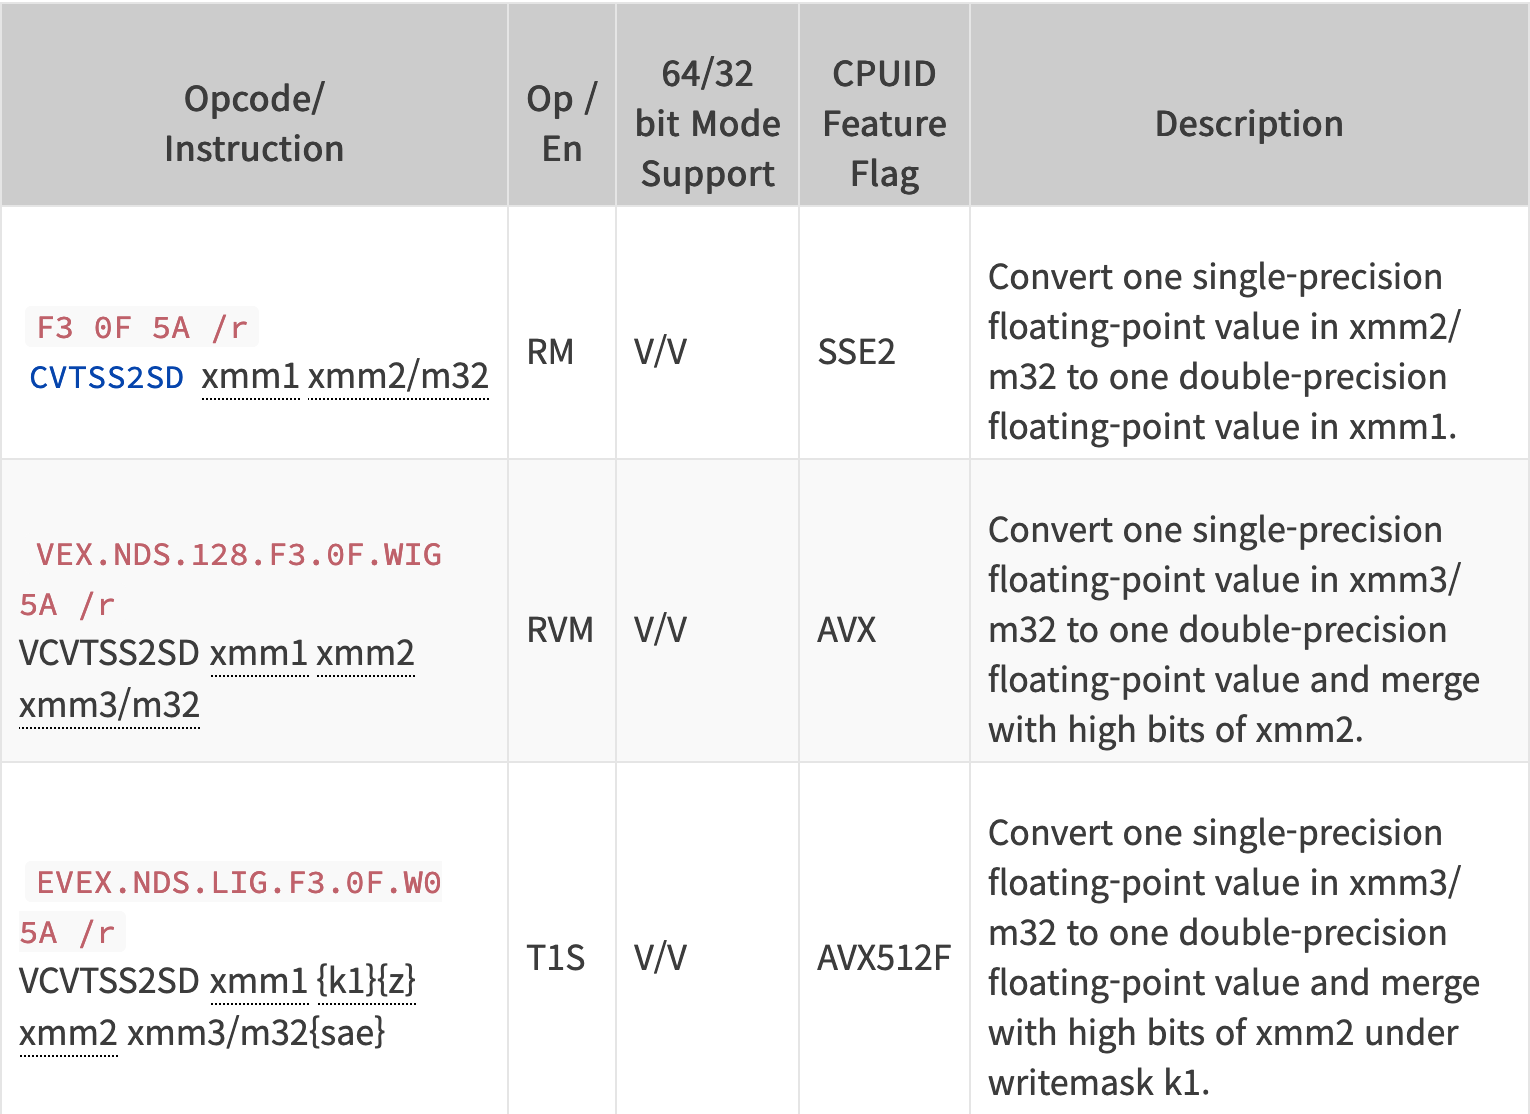 Opcode/
Instruction
Op /
En
64/32
bit Mode
Support
CPUID
Feature
Flag
Description
F3 0F 5A /r
CVTSS2SD xmm1 xmm2/m32
RM
V/V
SSE2
Convert one single-precision
floating-point value in xmm2/
m32 to one double-precision
floating-point value in xmm1.
VEX.NDS.128.F3.0F.WIG
5A /r
VCVTSS2SD xmm1 xmm2
xmm3/m32
RVM
V/V
AVX
Convert one single-precision
floating-point value in xmm3/
m32 to one double-precision
floating-point value and merge
with high bits of xmm2.
EVEX.NDS.LIG.F3.0F.W0
5A /r
VCVTSS2SD xmm1 {k1}{z}
xmm2 xmm3/m32{sae}
T1S
V/V
AVX512F
Convert one single-precision
floating-point value in xmm3/
m32 to one double-precision
floating-point value and merge
with high bits of xmm2 under
writemask k1.